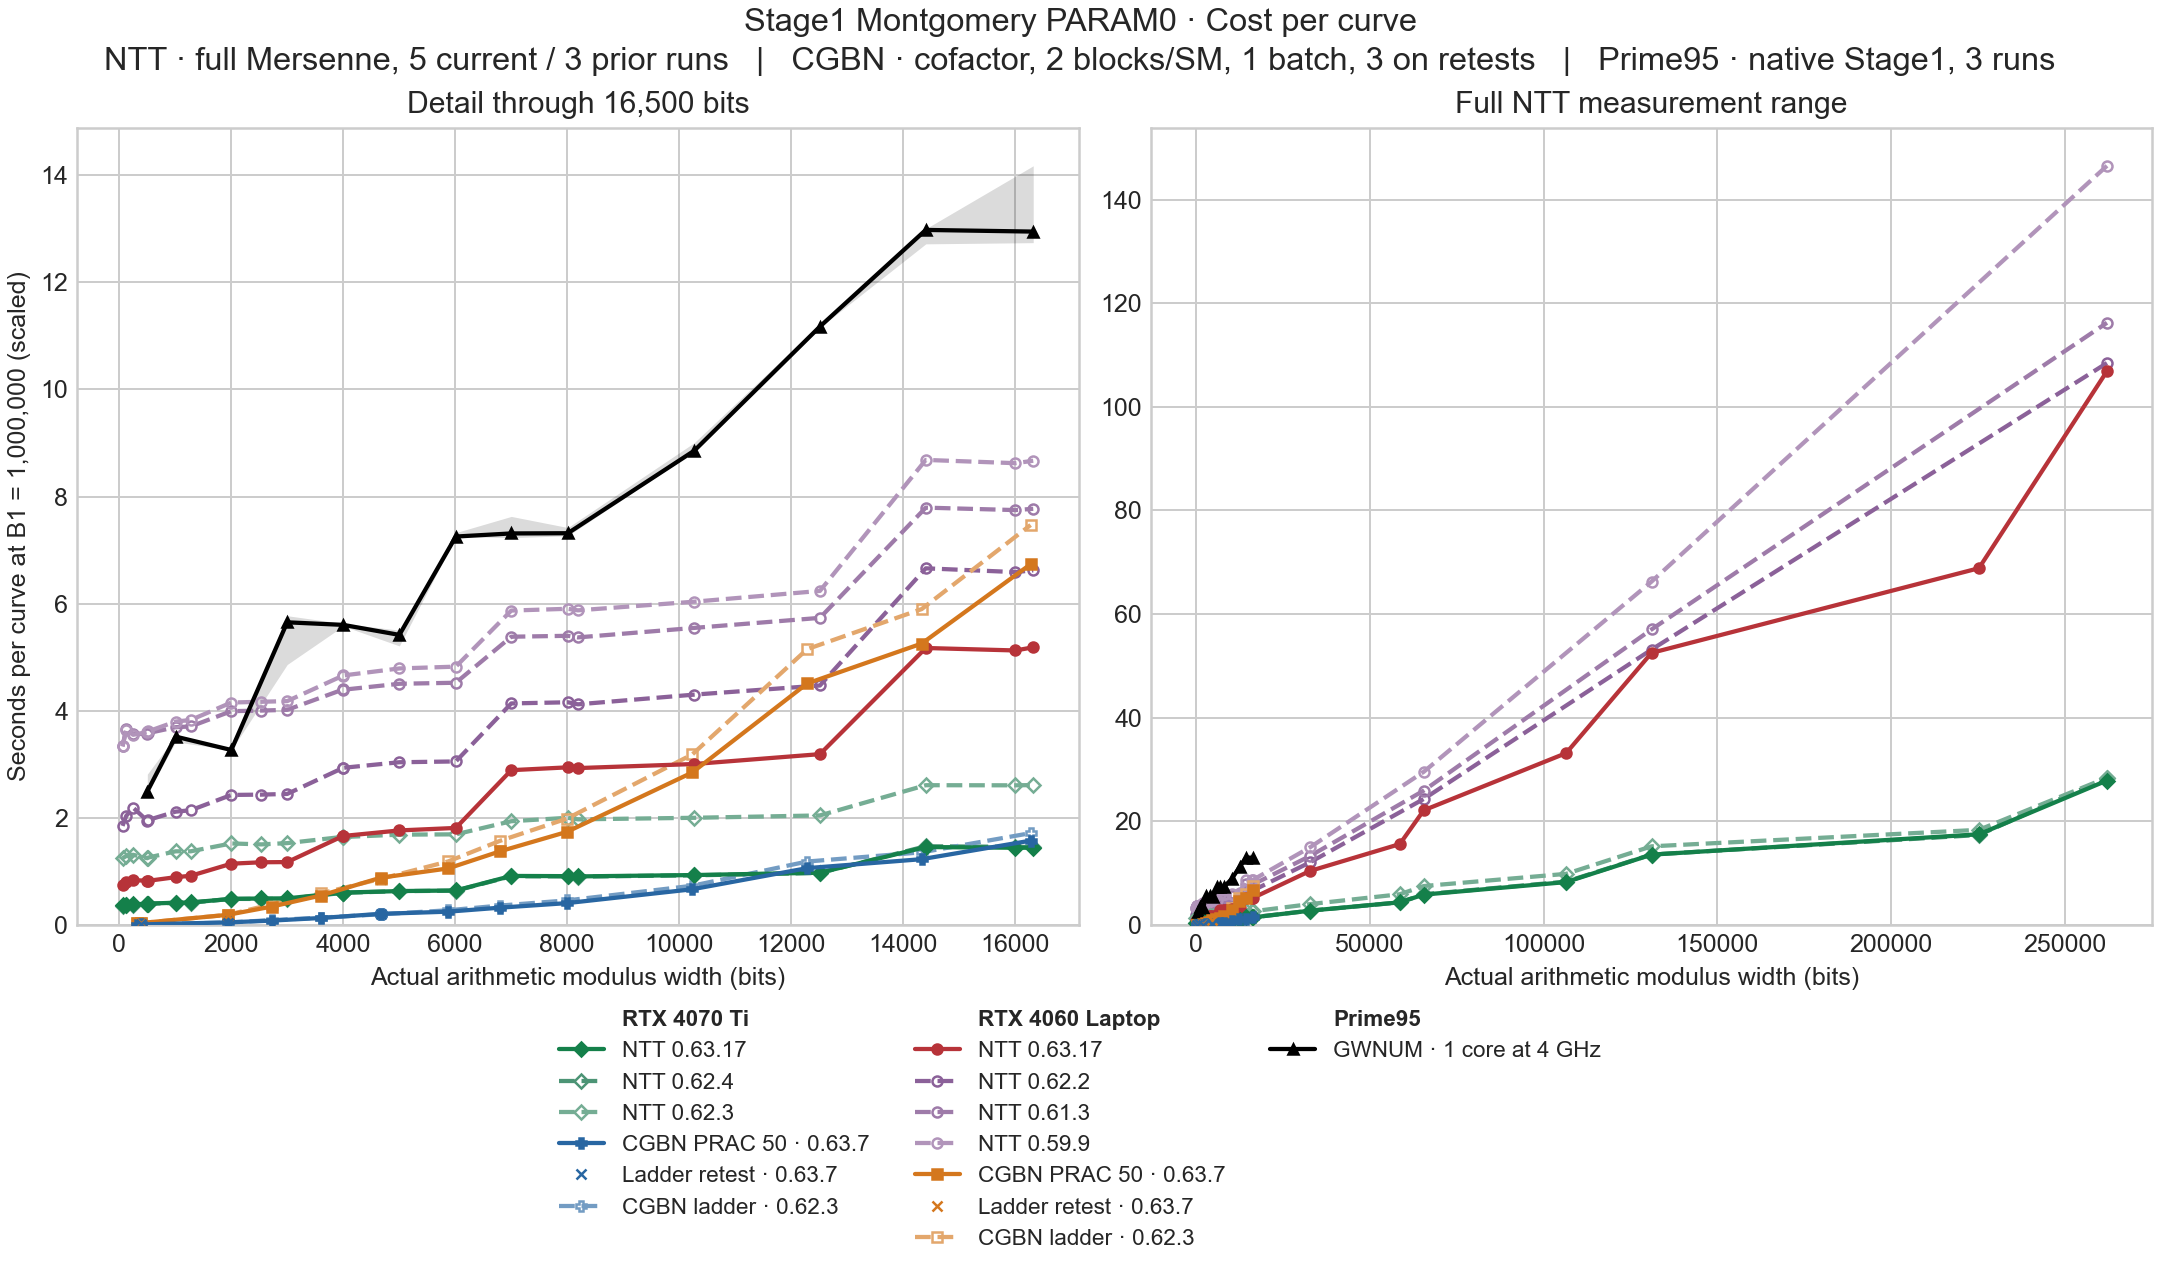 Stage1 Montgomery PARAM0 · Cost per curve
NTT · full Mersenne, 5 current / 3 prior runs | CGBN · cofactor, 2 blocks/SM, 1 batch, 3 on retests | Prime95 · native Stage1, 3 runs
Detail through 16,500 bits
Seconds per curve at B1 = 1,000,000 (scaled)
14
12
10
8
6
4
2
0
0 2000 4000 6000 8000 10000 12000 14000 16000
Actual arithmetic modulus width (bits)
Full NTT measurement range
140
120
100
80
60
40
20
0
0 50000 100000 150000 200000 250000
Actual arithmetic modulus width (bits)
RTX 4070 Ti
NTT 0.63.17
NTT 0.62.4
NTT 0.62.3
CGBN PRAC 50 · 0.63.7
Ladder retest · 0.63.7
CGBN ladder · 0.62.3
RTX 4060 Laptop
NTT 0.63.17
NTT 0.62.2
NTT 0.61.3
NTT 0.59.9
CGBN PRAC 50 · 0.63.7
Ladder retest · 0.63.7
CGBN ladder · 0.62.3
Prime95
GWNUM · 1 core at 4 GHz